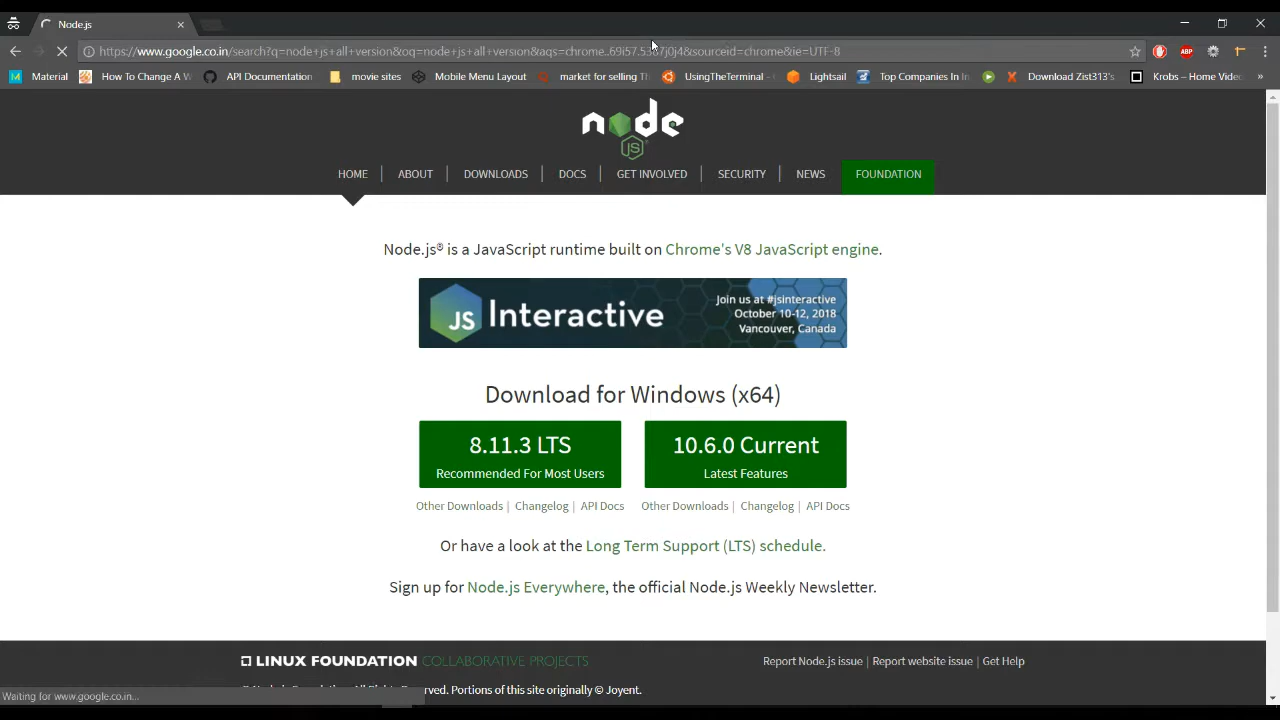 Node.js
https://www.google.co.in/search?q=node+js+all+version&oq=node+js+all+version&aqs=chrome..69i57.5387j0j4&sourceid=chrome&ie=UTF-8
Material How To Change A W API Documentation movie sites Mobile Menu Layout market for selling Th UsingTheTerminal - Lightsail Top Companies In In Download Zist313's Krobs – Home Vide »
ABP
node
JS
HOME ABOUT DOWNLOADS DOCS GET INVOLVED SECURITY NEWS FOUNDATION
Node.js® is a JavaScript runtime built on Chrome's V8 JavaScript engine.
JS Interactive
Join us at #jsinteractive
October 10-12, 2018
Vancouver, Canada
Download for Windows (x64)
8.11.3 LTS
Recommended For Most Users
10.6.0 Current
Latest Features
Other Downloads | Changelog | API Docs Other Downloads | Changelog | API Docs
Or have a look at the Long Term Support (LTS) schedule.
Sign up for Node.js Everywhere, the official Node.js Weekly Newsletter.
LINUX FOUNDATION COLLABORATIVE PROJECTS
Report Node.js issue | Report website issue | Get Help
Reserved. Portions of this site originally © Joyent.
Waiting for www.google.co.in...